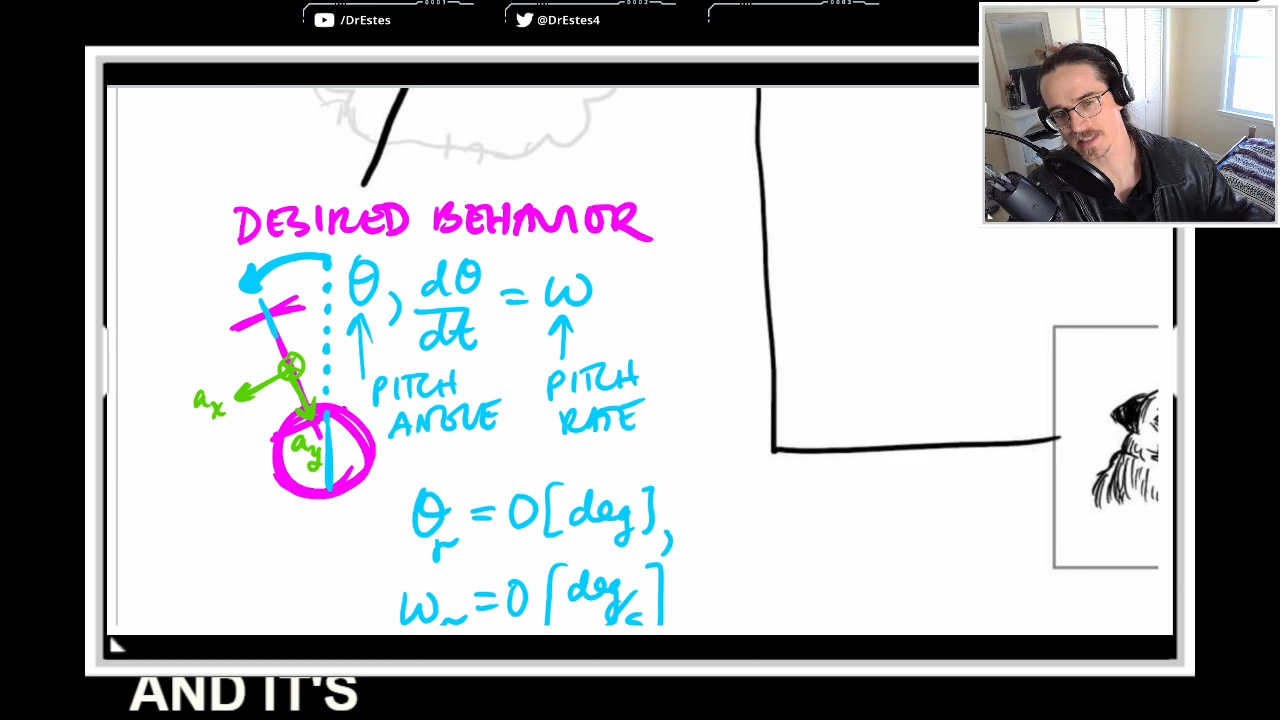 /DrEstes
@DrEstes4
DESIRED BEHAVIOR
θ, dθ/dt = ω
PITCH ANGLE
PITCH RATE
a_x
a_y
θ_r = 0 [deg],
ω_r = 0 [deg/s]
AND IT'S